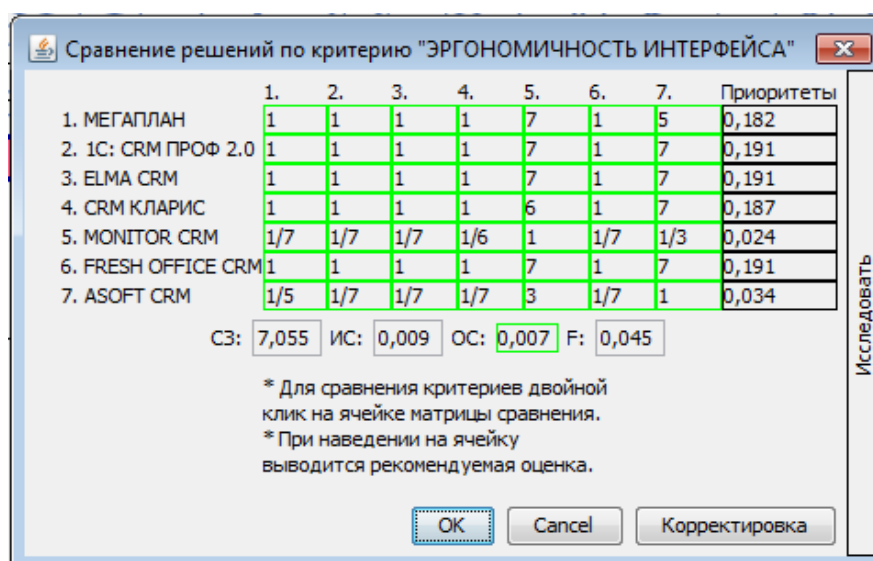 Сравнение решений по критерию "ЭРГОНОМИЧНОСТЬ ИНТЕРФЕЙСА"
1. 2. 3. 4. 5. 6. 7. Приоритеты
1. МЕГАПЛАН 1 1 1 1 7 1 5 0,182
2. 1С: CRM ПРОФ 2.0 1 1 1 1 7 1 7 0,191
3. ELMA CRM 1 1 1 1 7 1 7 0,191
4. CRM КЛАРИС 1 1 1 1 6 1 7 0,187
5. MONITOR CRM 1/7 1/7 1/7 1/6 1 1/7 1/3 0,024
6. FRESH OFFICE CRM 1 1 1 1 7 1 7 0,191
7. ASOFT CRM 1/5 1/7 1/7 1/7 3 1/7 1 0,034
СЗ: 7,055 ИС: 0,009 ОС: 0,007 F: 0,045
* Для сравнения критериев двойной
клик на ячейке матрицы сравнения.
* При наведении на ячейку
выводится рекомендуемая оценка.
OK Cancel Корректировка
Исследовать